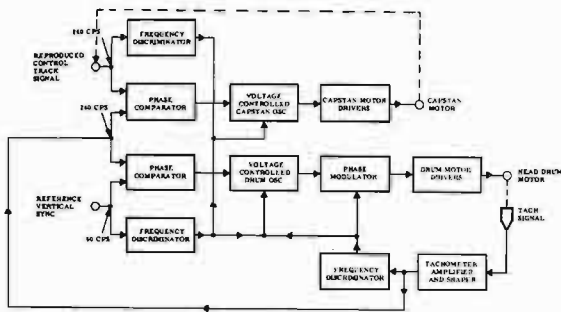 240 CPS
FREQUENCY
DISCRIMINATOR
REPRODUCED
CONTROL
TRACK
SIGNAL
240 CPS
PHASE
COMPARATOR
VOLTAGE
CONTROLLED
CAPSTAN OSC
CAPSTAN MOTOR
DRIVERS
CAPSTAN
MOTOR
PHASE
COMPARATOR
VOLTAGE
CONTROLLED
DRUM OSC
PHASE
MODULATOR
DRUM MOTOR
DRIVERS
HEAD DRUM
MOTOR
REFERENCE
VERTICAL
SYNC
60 CPS
FREQUENCY
DISCRIMINATOR
TACH
SIGNAL
FREQUENCY
DISCRIMINATOR
TACHOMETER
AMPLIFIED
AND SHAPER